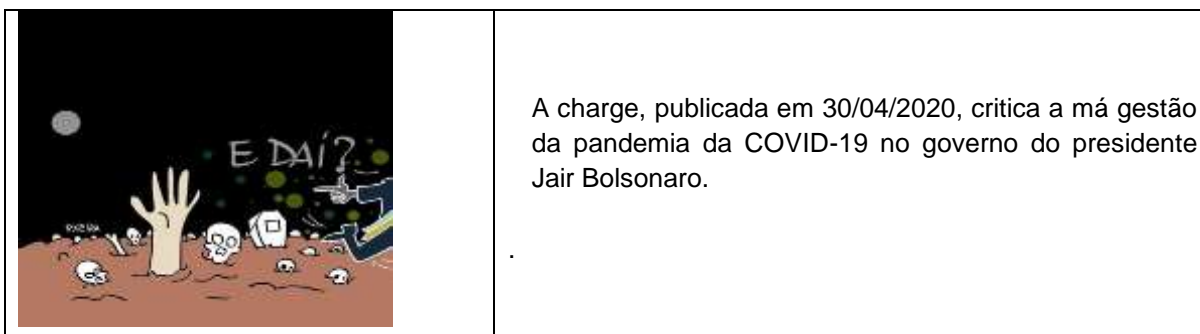 E DAÍ?
A charge, publicada em 30/04/2020, critica a má gestão
da pandemia da COVID-19 no governo do presidente
Jair Bolsonaro.
.